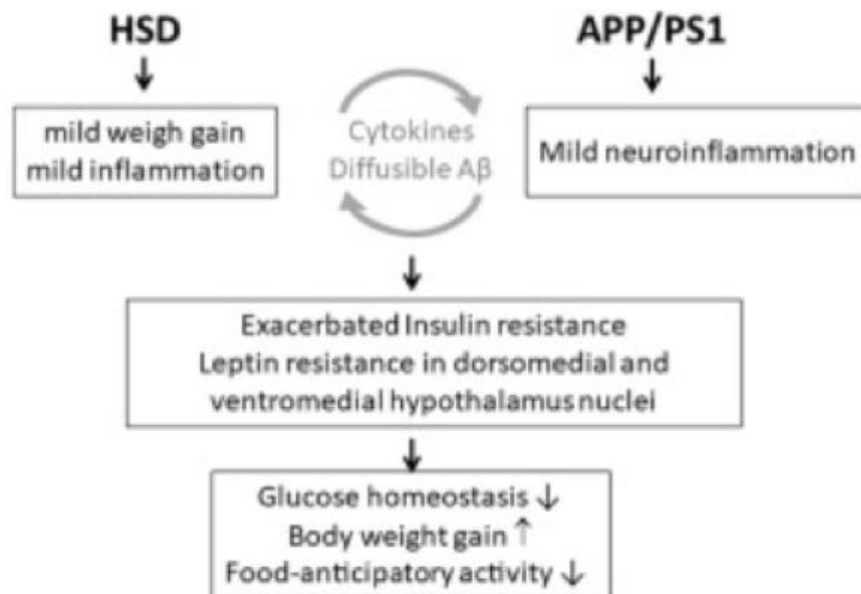 HSD
APP/PS1
mild weigh gain
mild inflammation
Cytokines
Diffusible Aβ
Mild neuroinflammation
Exacerbated Insulin resistance
Leptin resistance in dorsomedial and
ventromedial hypothalamus nuclei
Glucose homeostasis ↓
Body weight gain ↑
Food-anticipatory activity ↓